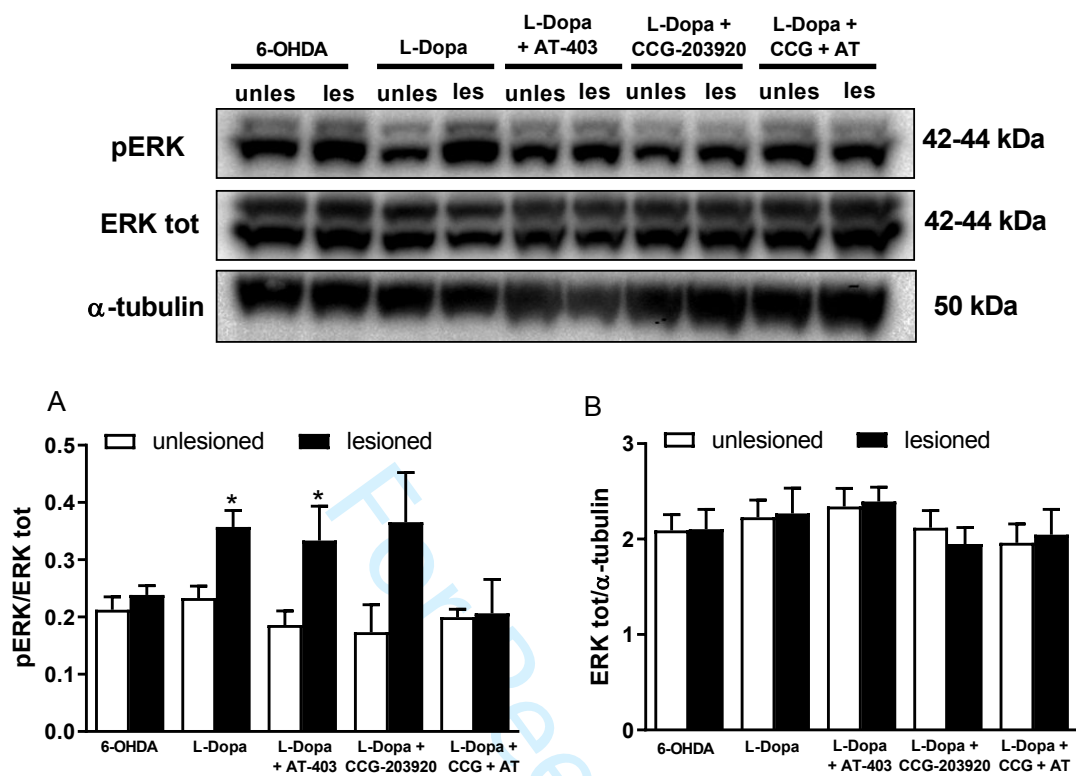 6-OHDA
L-Dopa
L-Dopa
+ AT-403
L-Dopa +
CCG-203920
L-Dopa +
CCG + AT
unles les unles les unles les unles les unles les
pERK 42-44 kDa
ERK tot 42-44 kDa
α-tubulin 50 kDa
A
unlesioned lesioned
pERK/ERK tot
0.5
0.4
0.3
0.2
0.1
0.0
* *
6-OHDA
L-Dopa
L-Dopa
+ AT-403
L-Dopa +
CCG-203920
L-Dopa +
CCG + AT
B
unlesioned lesioned
ERK tot/α-tubulin
3
2
1
0
6-OHDA
L-Dopa
L-Dopa
+ AT-403
L-Dopa +
CCG-203920
L-Dopa +
CCG + AT
For Pee